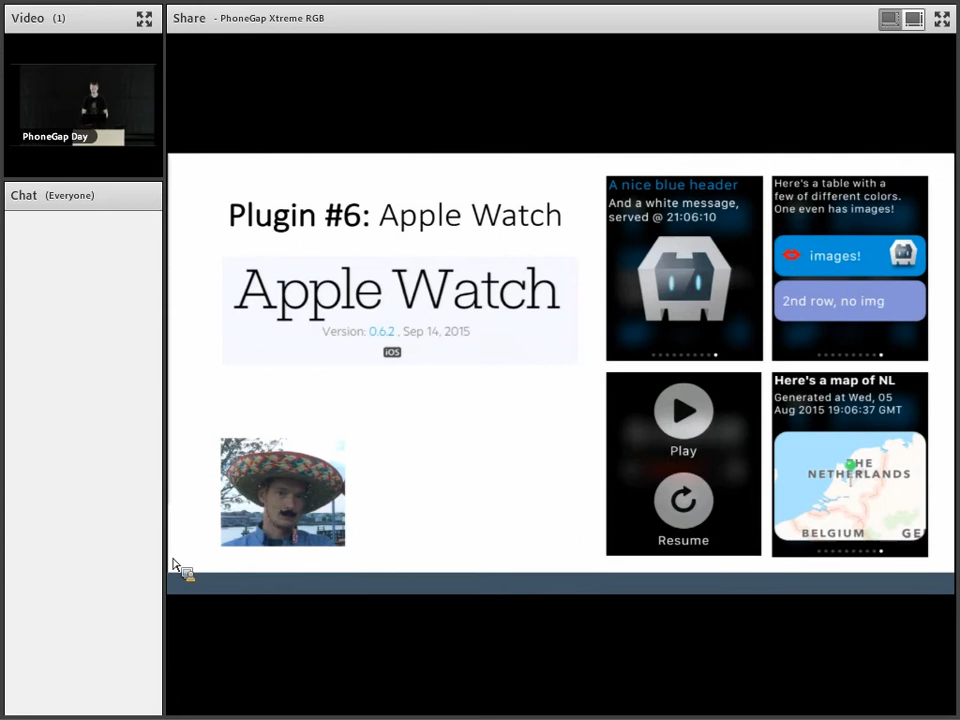 Video (1)
Share - PhoneGap Xtreme RGB
PhoneGap Day
Chat (Everyone)
Plugin #6: Apple Watch
Apple Watch
Version: 0.6.2 , Sep 14, 2015
iOS
A nice blue header
And a white message,
served @ 21:06:10
Here's a table with a
few of different colors.
One even has images!
images!
2nd row, no img
Play
Resume
Here's a map of NL
Generated at Wed, 05
Aug 2015 19:06:37 GMT
THE
NETHERLANDS
BELGIUM
GE